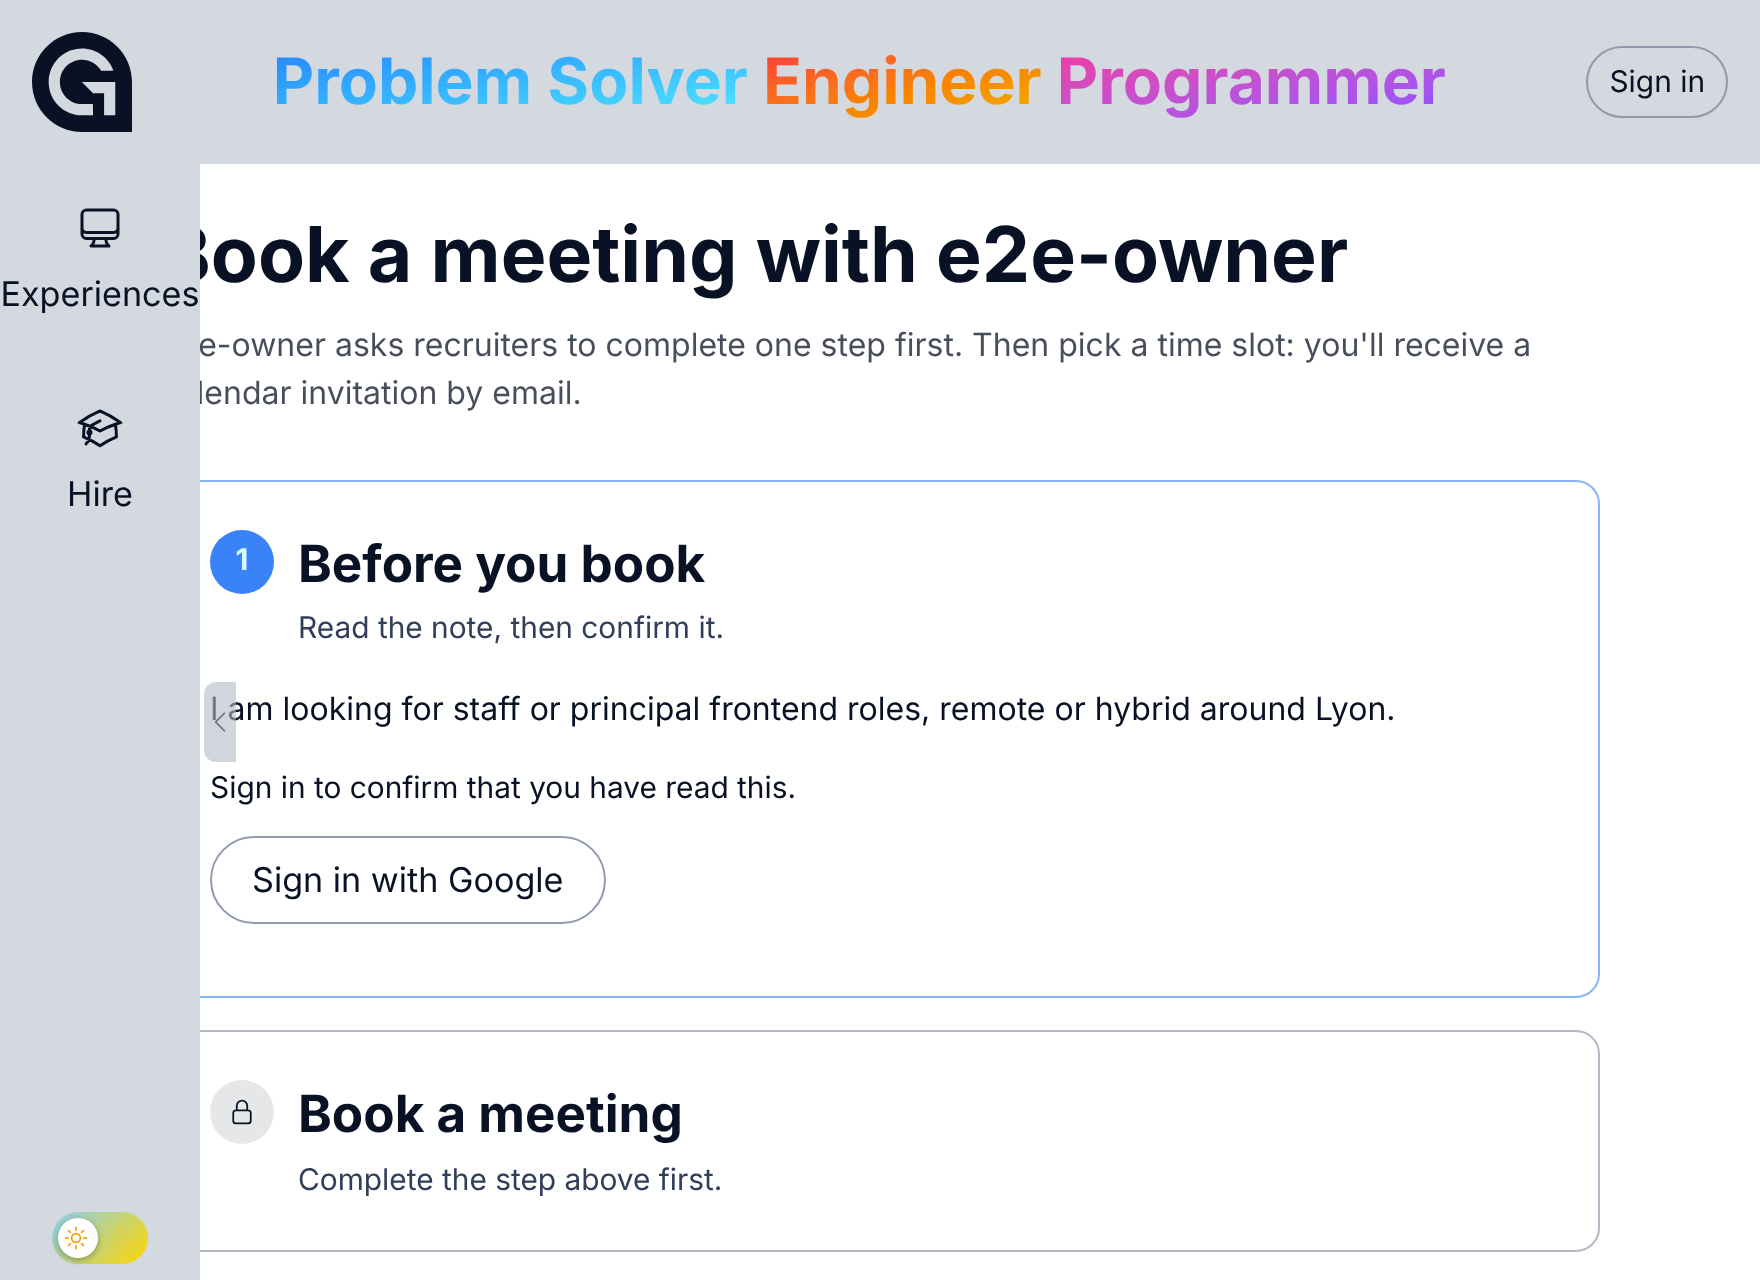 Problem Solver Engineer Programmer
Sign in
Experiences
Hire
Book a meeting with e2e-owner
e-owner asks recruiters to complete one step first. Then pick a time slot: you'll receive a
lendar invitation by email.
1
Before you book
Read the note, then confirm it.
I am looking for staff or principal frontend roles, remote or hybrid around Lyon.
Sign in to confirm that you have read this.
Sign in with Google
Book a meeting
Complete the step above first.